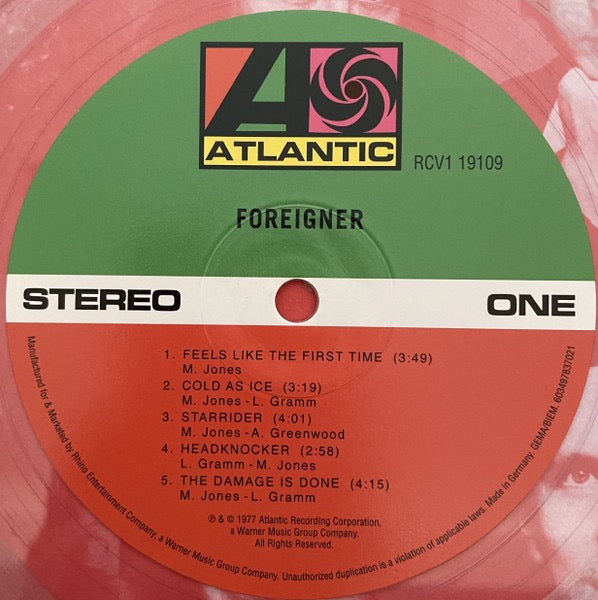 ATLANTIC
RCV1 19109
FOREIGNER
STEREO
ONE
1. FEELS LIKE THE FIRST TIME (3:49)
M. Jones
2. COLD AS ICE (3:19)
M. Jones-L. Gramm
3. STARRIDER (4:01)
M. Jones-A. Greenwood
4. HEADKNOCKER (2:58)
L. Gramm-M. Jones
5. THE DAMAGE IS DONE (4:15)
M. Jones-L. Gramm
℗ & © 1977 Atlantic Recording Corporation,
a Warner Music Group Company.
All Rights Reserved.
Manufactured for & Marketed by Rhino Entertainment Company, a Warner Music Group Company. Unauthorized duplication is a violation of applicable laws. Made in Germany. GEMA/BIEM. 603497837021